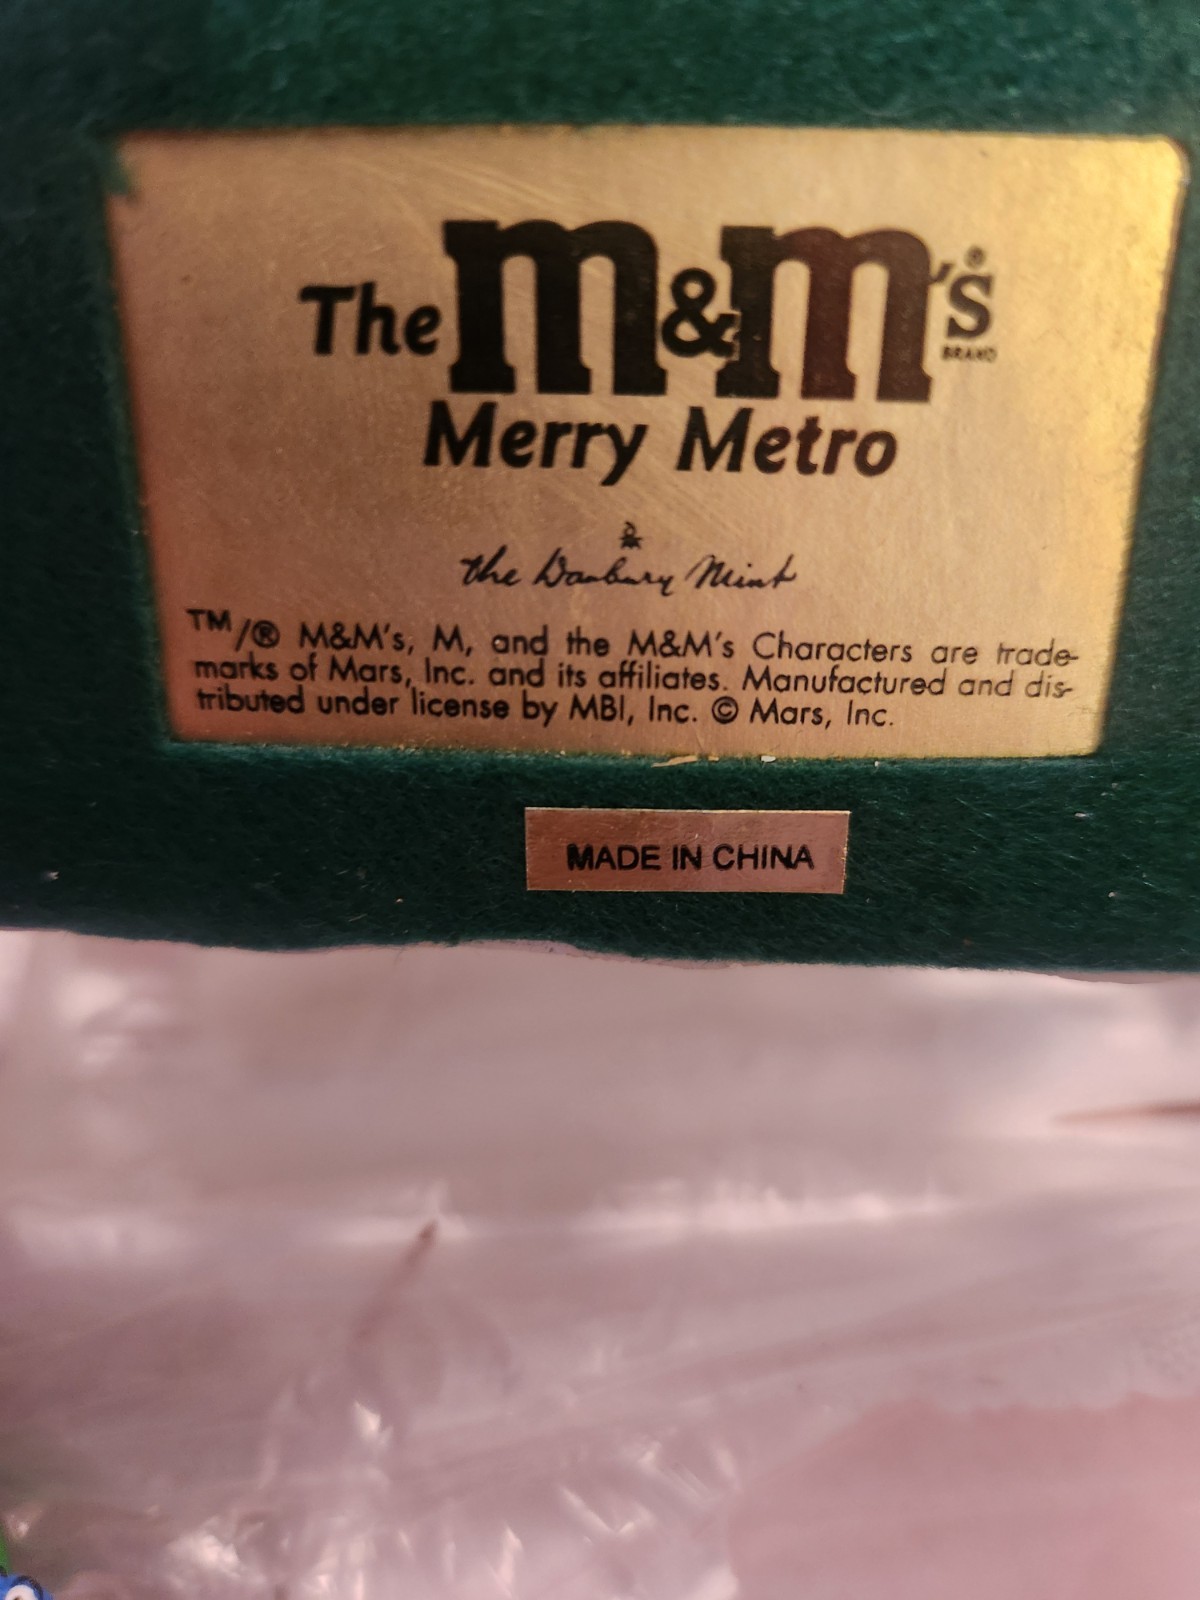 The m&m's®
BRAND
Merry Metro
the Danbury Mint
™/® M&M's, M, and the M&M's Characters are trade-
marks of Mars, Inc. and its affiliates. Manufactured and dis-
tributed under license by MBI, Inc. © Mars, Inc.
MADE IN CHINA